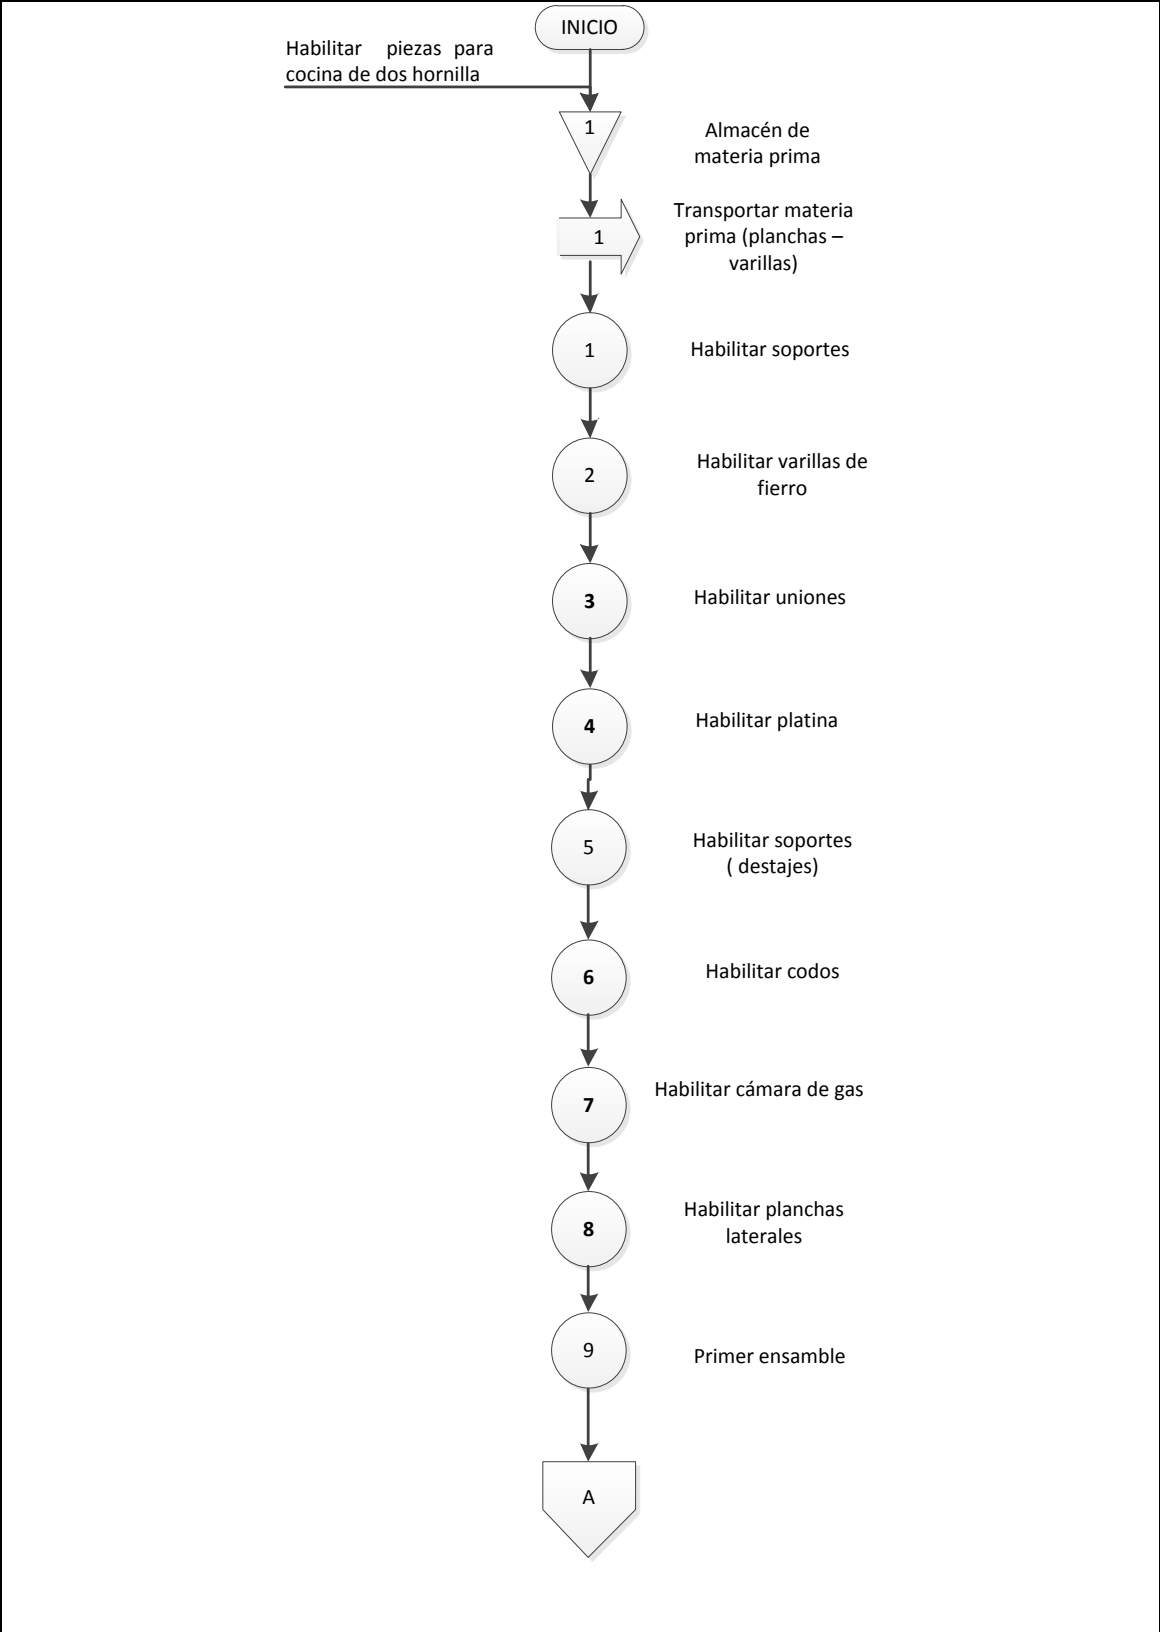 INICIO
Habilitar piezas para
cocina de dos hornilla
1
Almacén de
materia prima
1
Transportar materia
prima (planchas –
varillas)
1
Habilitar soportes
2
Habilitar varillas de
fierro
3
Habilitar uniones
4
Habilitar platina
5
Habilitar soportes
( destajes)
6
Habilitar codos
7
Habilitar cámara de gas
8
Habilitar planchas
laterales
9
Primer ensamble
A